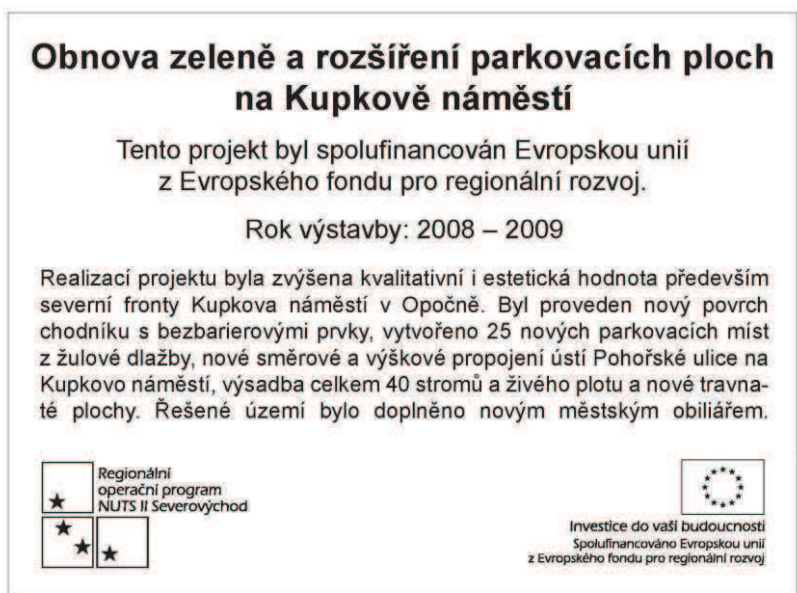 Obnova zeleně a rozšíření parkovacích ploch
na Kupkově náměstí
Tento projekt byl spolufinancován Evropskou unií
z Evropského fondu pro regionální rozvoj.
Rok výstavby: 2008 – 2009
Realizací projektu byla zvýšena kvalitativní i estetická hodnota především
severní fronty Kupkova náměstí v Opočně. Byl proveden nový povrch
chodníku s bezbarierovými prvky, vytvořeno 25 nových parkovacích míst
z žulové dlažby, nové směrové a výškové propojení ústí Pohořské ulice na
Kupkovo náměstí, výsadba celkem 40 stromů a živého plotu a nové travna-
té plochy. Řešené území bylo doplněno novým městským obiliářem.
Regionální
operační program
NUTS II Severovýchod
Investice do vaší budoucnosti
Spolufinancováno Evropskou unií
z Evropského fondu pro regionální rozvoj